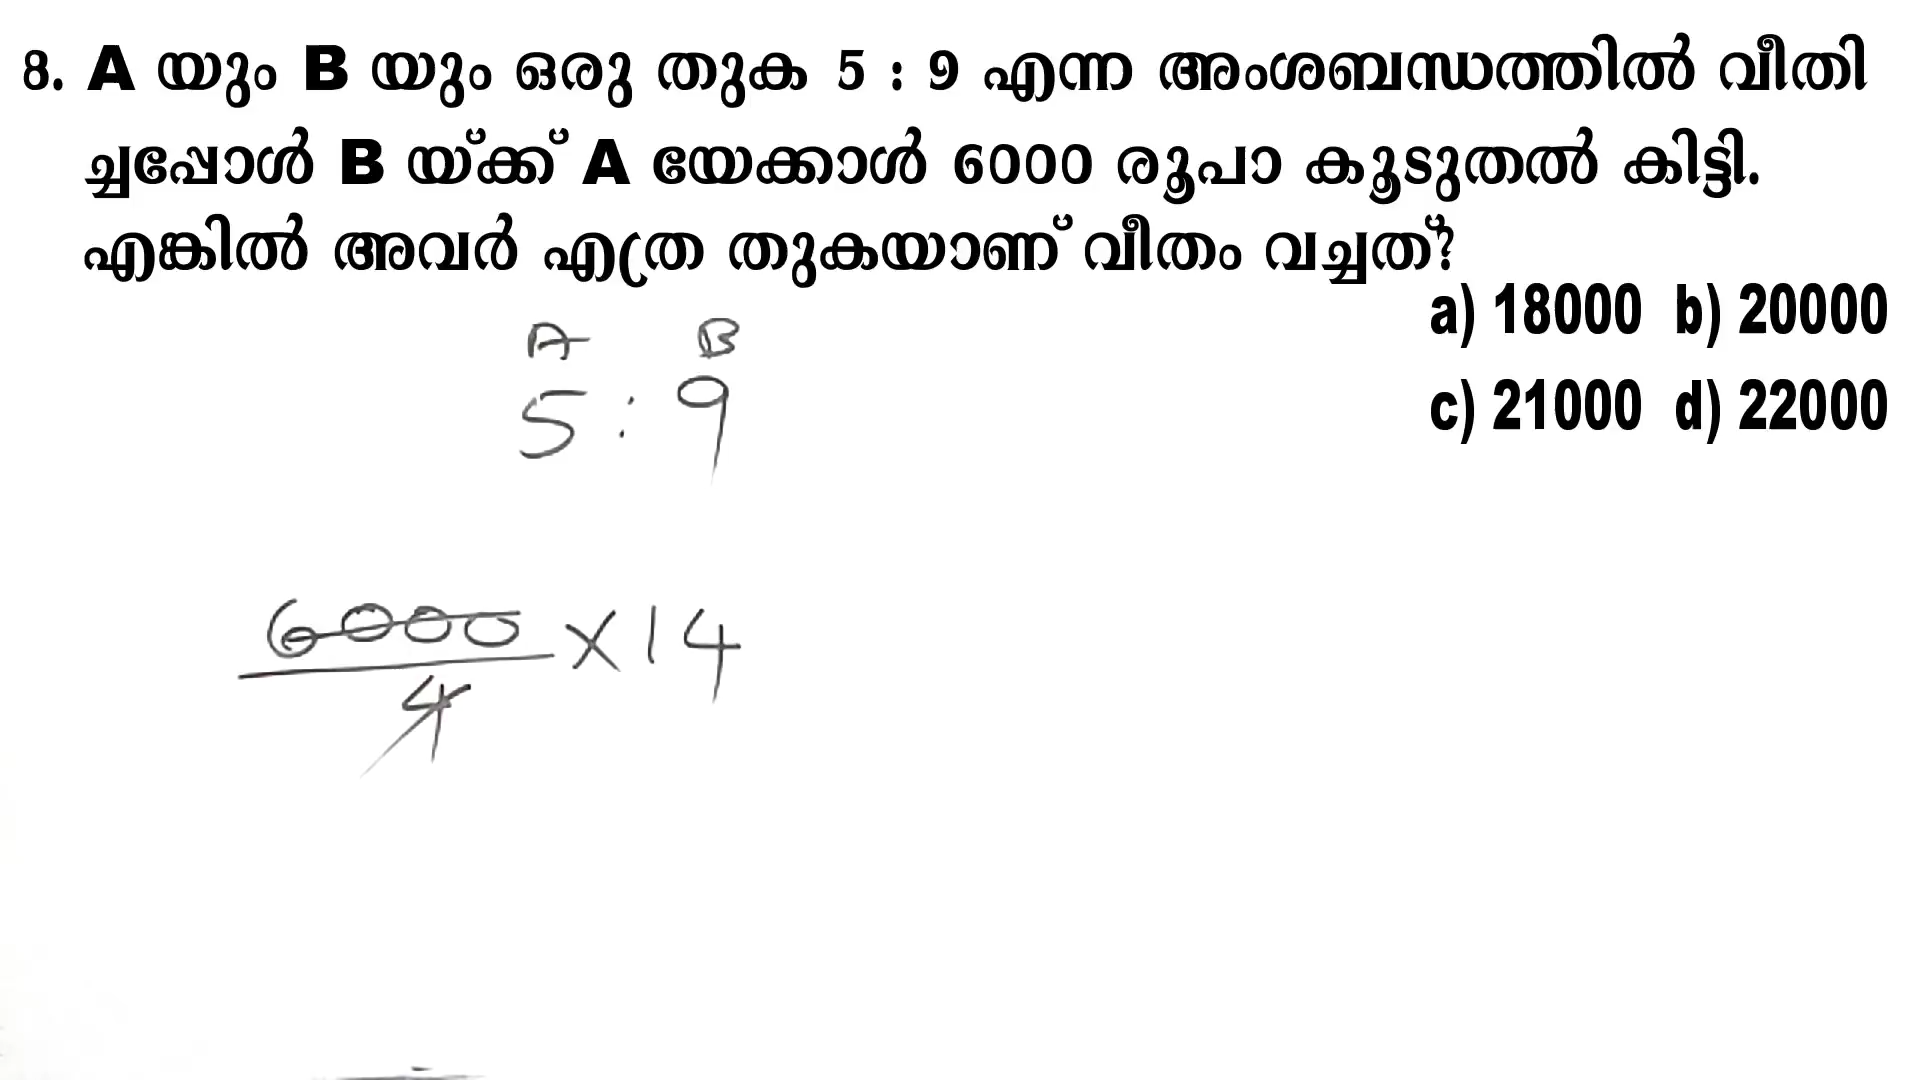 8. A യും B യും ഒരു തുക 5 : 9 എന്ന അംശബന്ധത്തിൽ വീതി
ച്ചപ്പോൾ B യ്ക്ക് A യേക്കാൾ 6000 രൂപാ കൂടുതൽ കിട്ടി.
എങ്കിൽ അവർ എത്ര തുകയാണ് വീതം വച്ചത്?
a) 18000 b) 20000
c) 21000 d) 22000
A B
5 : 9
6000 × 14
4